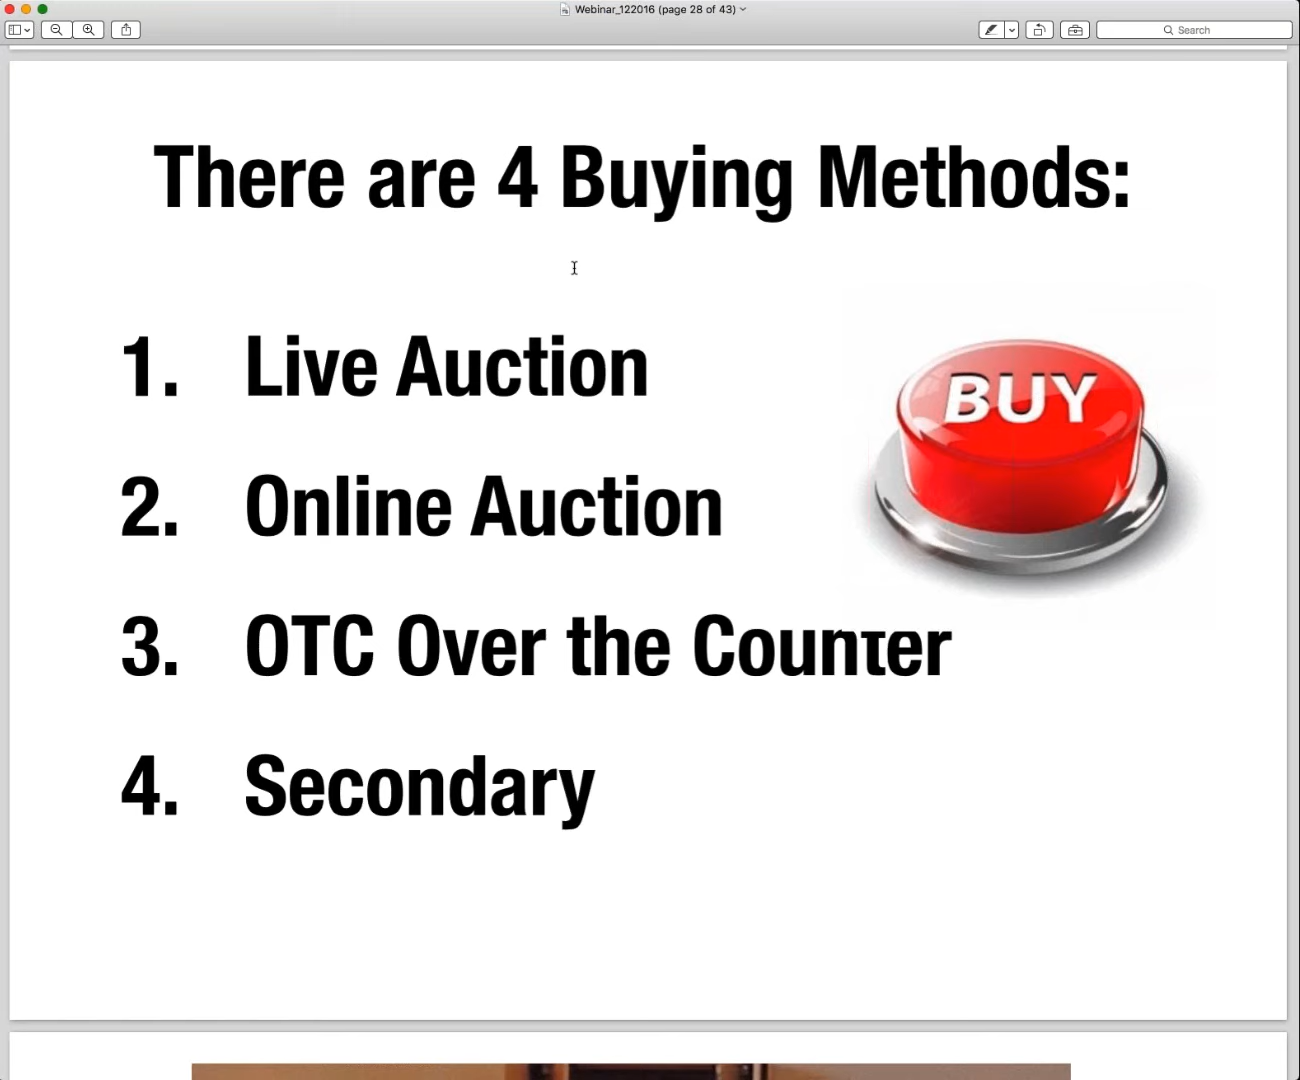 Webinar_122016 (page 28 of 43)
Search
There are 4 Buying Methods:
1. Live Auction
BUY
2. Online Auction
3. OTC Over the Counter
4. Secondary